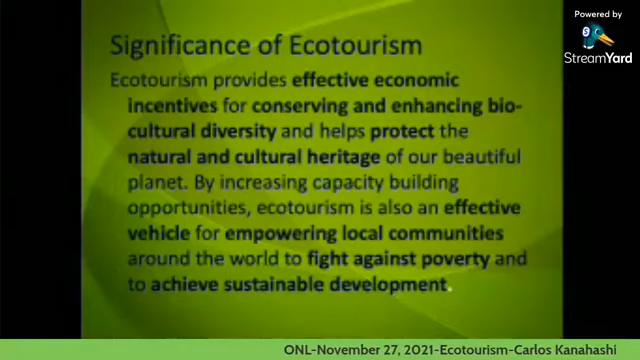 Powered by
StreamYard
Significance of Ecotourism
Ecotourism provides effective economic
incentives for conserving and enhancing bio-
cultural diversity and helps protect the
natural and cultural heritage of our beautiful
planet. By increasing capacity building
opportunities, ecotourism is also an effective
vehicle for empowering local communities
around the world to fight against poverty and
to achieve sustainable development.
ONL-November 27, 2021-Ecotourism-Carlos Kanahashi